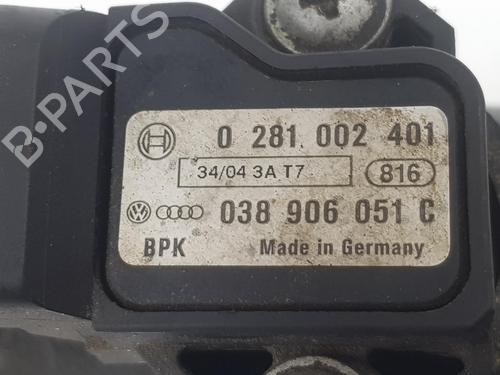 0 281 002 401
34/04 3A T7
816
038 906 051 C
BPK
Made in Germany
B-PARTS